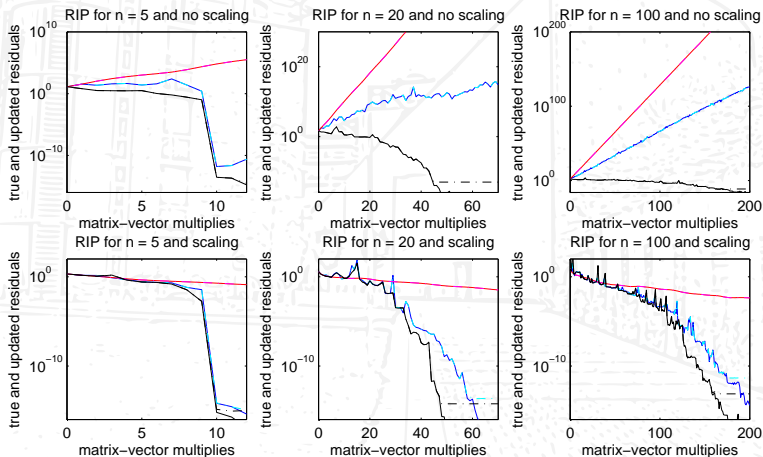 RIP for n = 5 and no scaling
true and updated residuals
10^10
10^0
10^−10
0
5
10
matrix−vector multiplies
RIP for n = 20 and no scaling
true and updated residuals
10^20
10^0
0
20
40
60
matrix−vector multiplies
RIP for n = 100 and no scaling
true and updated residuals
10^200
10^100
10^0
0
100
200
matrix−vector multiplies
RIP for n = 5 and scaling
true and updated residuals
10^0
10^−10
0
5
10
matrix−vector multiplies
RIP for n = 20 and scaling
true and updated residuals
10^0
10^−10
0
20
40
60
matrix−vector multiplies
RIP for n = 100 and scaling
true and updated residuals
10^0
10^−10
0
100
200
matrix−vector multiplies